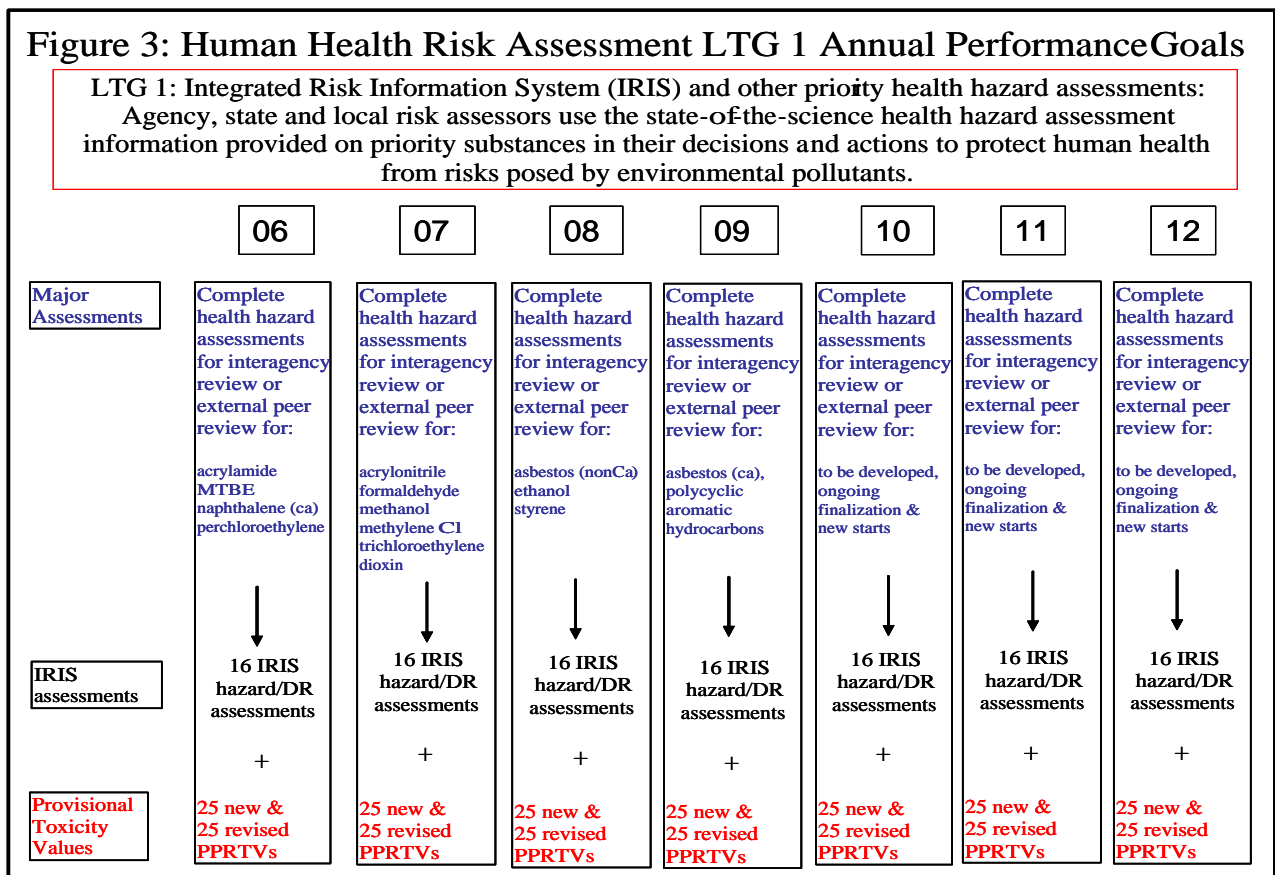 Figure 3: Human Health Risk Assessment LTG 1 Annual Performance Goals
LTG 1: Integrated Risk Information System (IRIS) and other priority health hazard assessments:
Agency, state and local risk assessors use the state-of-the-science health hazard assessment
information provided on priority substances in their decisions and actions to protect human health
from risks posed by environmental pollutants.
06
07
08
09
10
11
12
Major
Assessments
Complete
health hazard
assessments
for interagency
review or
external peer
review for:
acrylamide
MTBE
naphthalene (ca)
perchloroethylene
Complete
health hazard
assessments
for interagency
review or
external peer
review for:
acrylonitrile
formaldehyde
methanol
methylene Cl
trichloroethylene
dioxin
Complete
health hazard
assessments
for interagency
review or
external peer
review for:
asbestos (nonCa)
ethanol
styrene
Complete
health hazard
assessments
for interagency
review or
external peer
review for:
asbestos (ca),
polycyclic
aromatic
hydrocarbons
Complete
health hazard
assessments
for interagency
review or
external peer
review for:
to be developed,
ongoing
finalization &
new starts
Complete
health hazard
assessments
for interagency
review or
external peer
review for:
to be developed,
ongoing
finalization &
new starts
Complete
health hazard
assessments
for interagency
review or
external peer
review for:
to be developed,
ongoing
finalization &
new starts
IRIS
assessments
16 IRIS
hazard/DR
assessments
+
16 IRIS
hazard/DR
assessments
+
16 IRIS
hazard/DR
assessments
+
16 IRIS
hazard/DR
assessments
+
16 IRIS
hazard/DR
assessments
+
16 IRIS
hazard/DR
assessments
+
16 IRIS
hazard/DR
assessments
+
Provisional
Toxicity
Values
25 new &
25 revised
PPRTVs
25 new &
25 revised
PPRTVs
25 new &
25 revised
PPRTVs
25 new &
25 revised
PPRTVs
25 new &
25 revised
PPRTVs
25 new &
25 revised
PPRTVs
25 new &
25 revised
PPRTVs